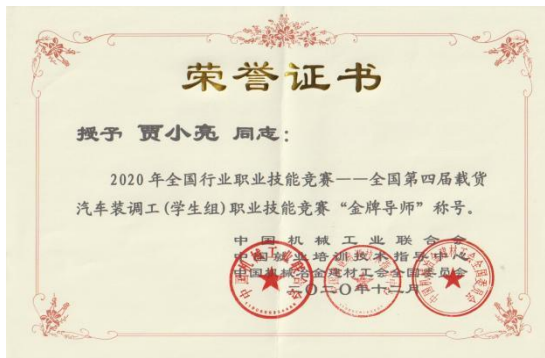 荣誉证书
授予 贾小亮 同志：
2020年全国行业职业技能竞赛——全国第四届载货
汽车装调工（学生组）职业技能竞赛“金牌导师”称号。
中国机械工业联合会
中国就业培训技术指导中心
中国机械冶金建材工会全国委员会
二〇二〇年十二月